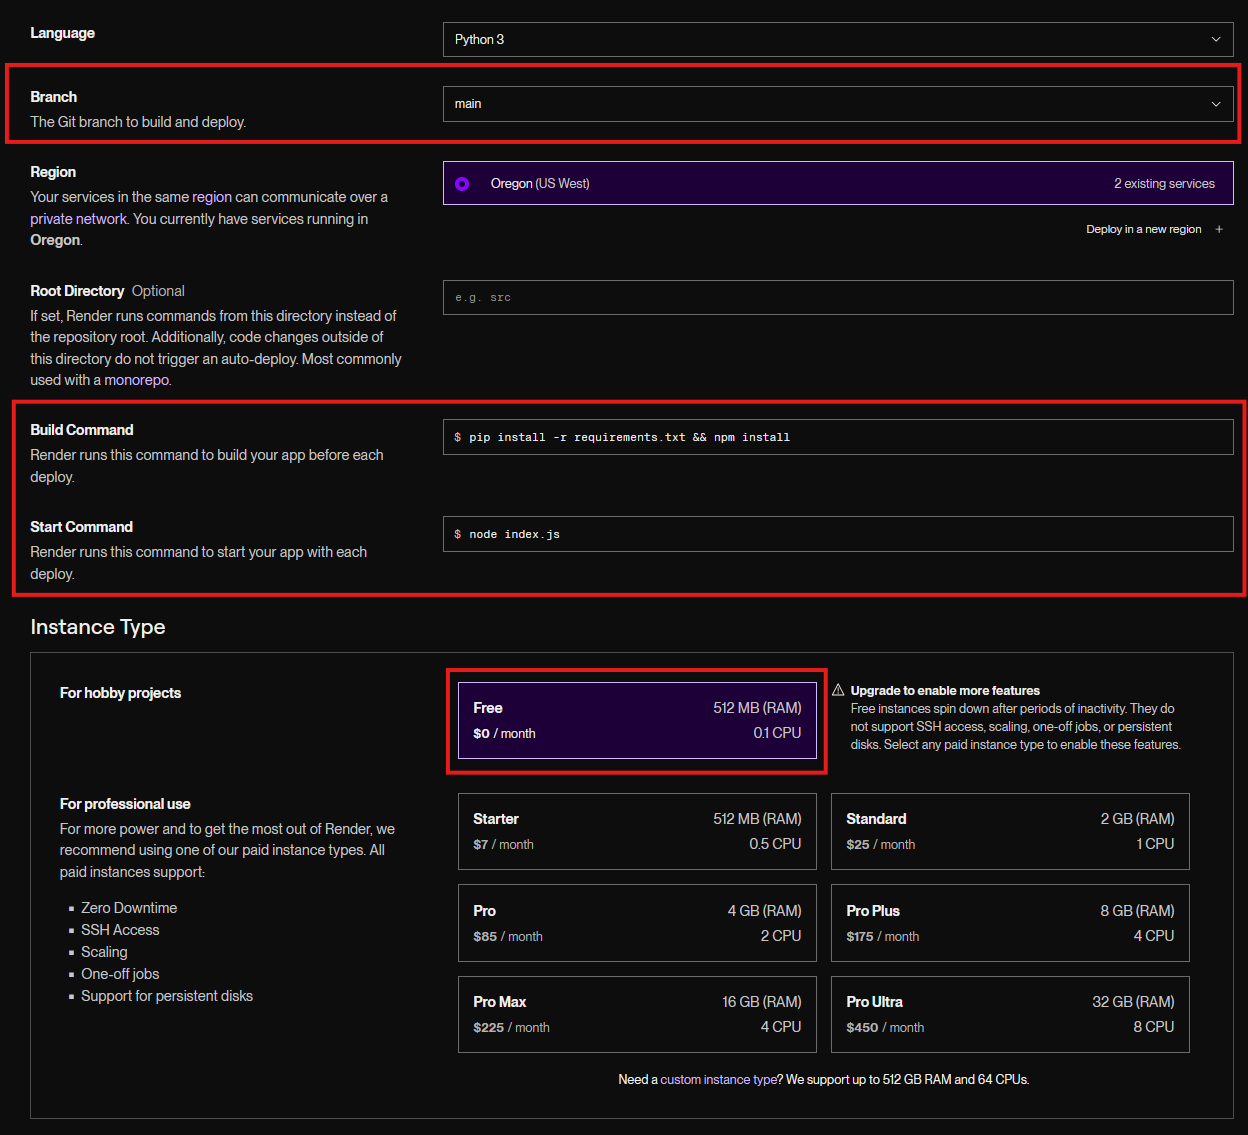 Language
Python 3
Branch
The Git branch to build and deploy.
main
Region
Your services in the same region can communicate over a
private network. You currently have services running in
Oregon.
Oregon (US West)
2 existing services
Deploy in a new region +
Root Directory Optional
If set, Render runs commands from this directory instead of
the repository root. Additionally, code changes outside of
this directory do not trigger an auto-deploy. Most commonly
used with a monorepo.
e.g. src
Build Command
Render runs this command to build your app before each
deploy.
$ pip install -r requirements.txt && npm install
Start Command
Render runs this command to start your app with each
deploy.
$ node index.js
Instance Type
For hobby projects
Free
512 MB (RAM)
$0 / month
0.1 CPU
Upgrade to enable more features
Free instances spin down after periods of inactivity. They do
not support SSH access, scaling, one-off jobs, or persistent
disks. Select any paid instance type to enable these features.
For professional use
For more power and to get the most out of Render, we
recommend using one of our paid instance types. All
paid instances support:
Zero Downtime
SSH Access
Scaling
One-off jobs
Support for persistent disks
Starter
512 MB (RAM)
$7 / month
0.5 CPU
Standard
2 GB (RAM)
$25 / month
1 CPU
Pro
4 GB (RAM)
$85 / month
2 CPU
Pro Plus
8 GB (RAM)
$175 / month
4 CPU
Pro Max
16 GB (RAM)
$225 / month
4 CPU
Pro Ultra
32 GB (RAM)
$450 / month
8 CPU
Need a custom instance type? We support up to 512 GB RAM and 64 CPUs.